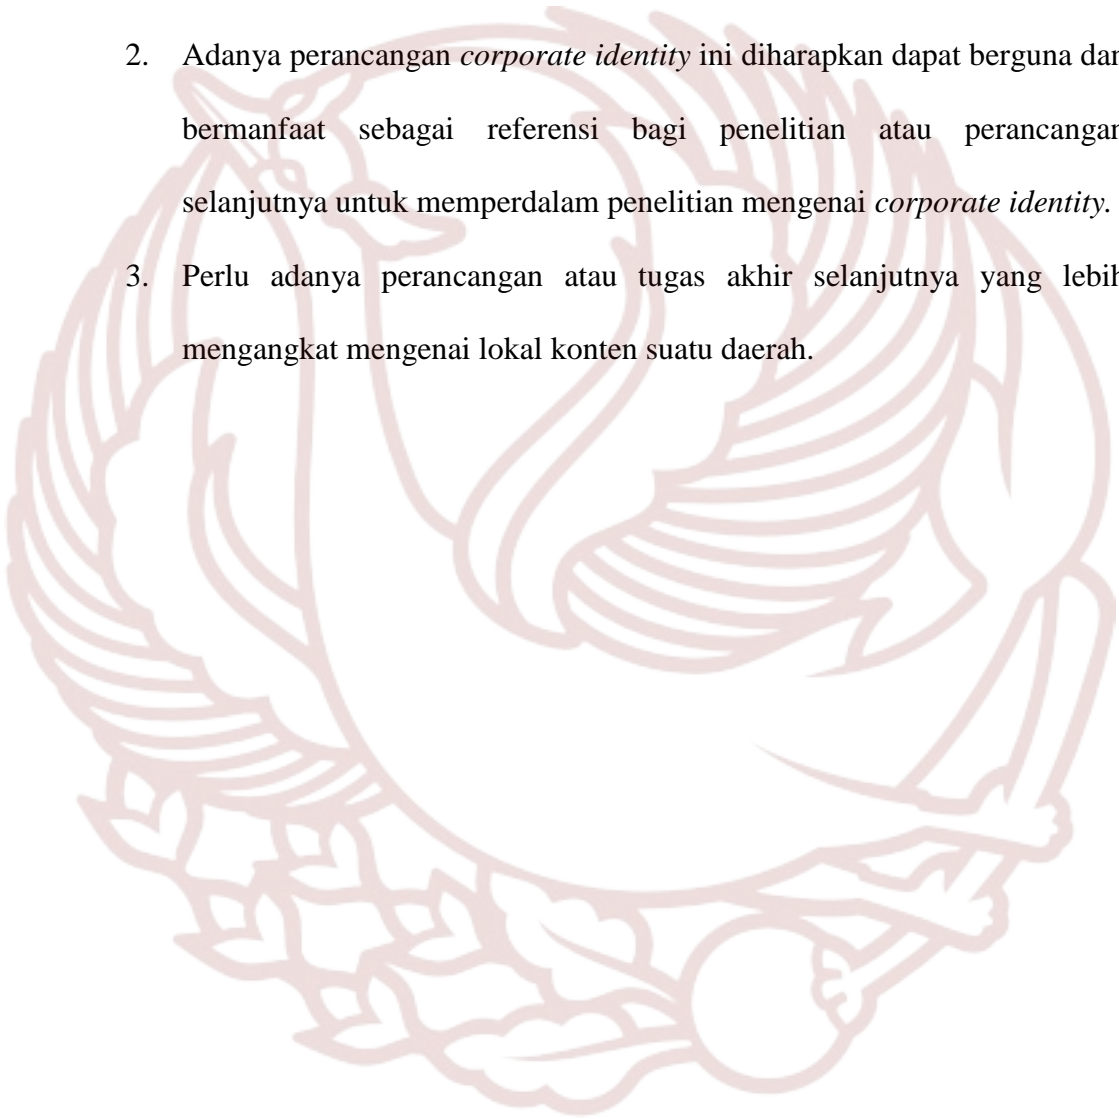 2. Adanya perancangan corporate identity ini diharapkan dapat berguna dan
bermanfaat sebagai referensi bagi penelitian atau perancangan
selanjutnya untuk memperdalam penelitian mengenai corporate identity.
3. Perlu adanya perancangan atau tugas akhir selanjutnya yang lebih
mengangkat mengenai lokal konten suatu daerah.